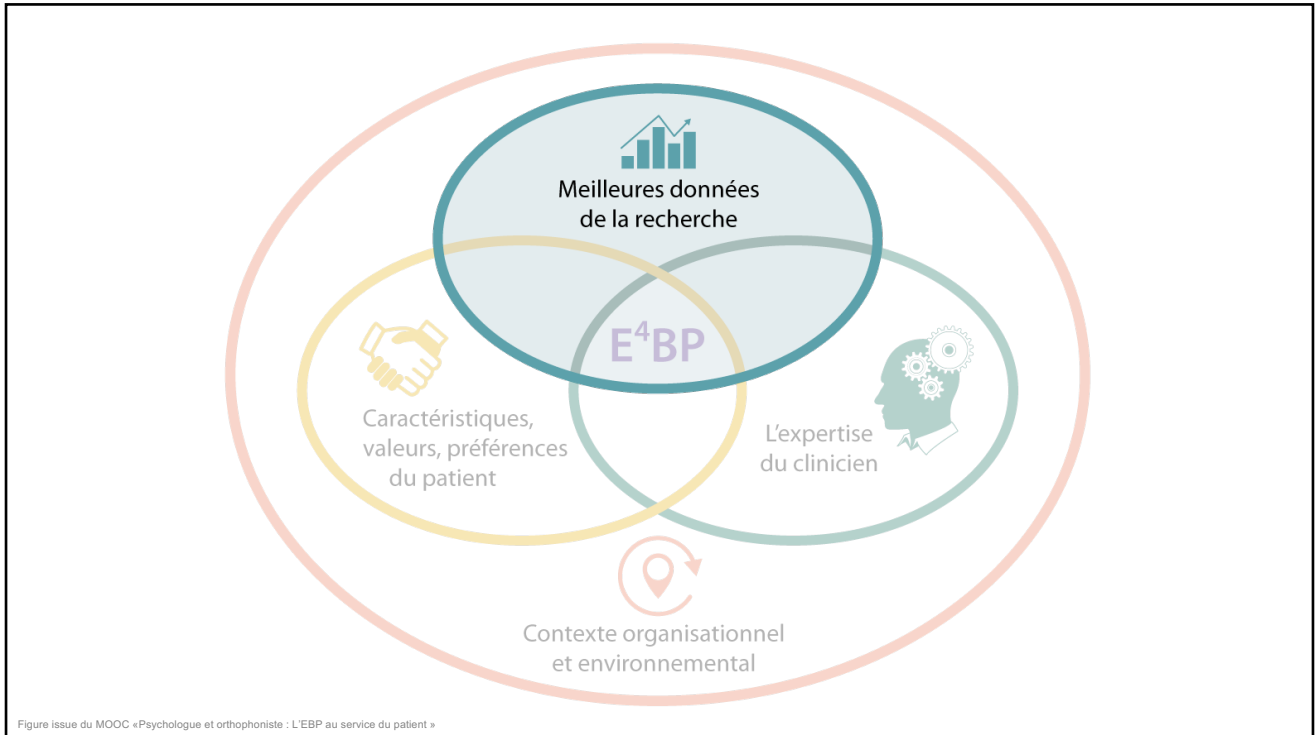 Meilleures données
de la recherche
E⁴BP
Caractéristiques,
valeurs, préférences
du patient
L'expertise
du clinicien
Contexte organisationnel
et environnemental
Figure issue du MOOC «Psychologue et orthophoniste : L'EBP au service du patient »